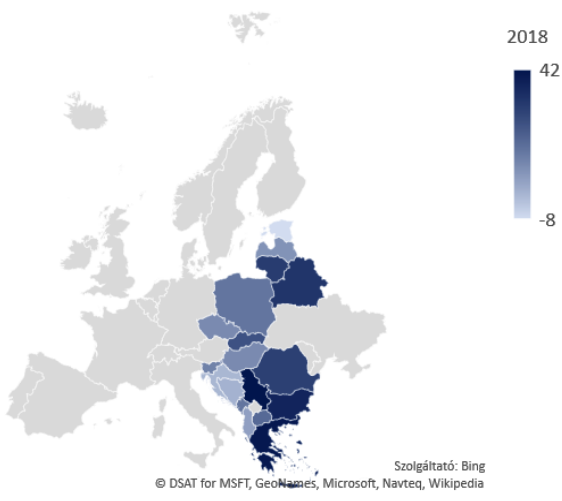 2018
42
-8
Szolgáltató: Bing
© DSAT for MSFT, GeoNames, Microsoft, Navteq, Wikipedia